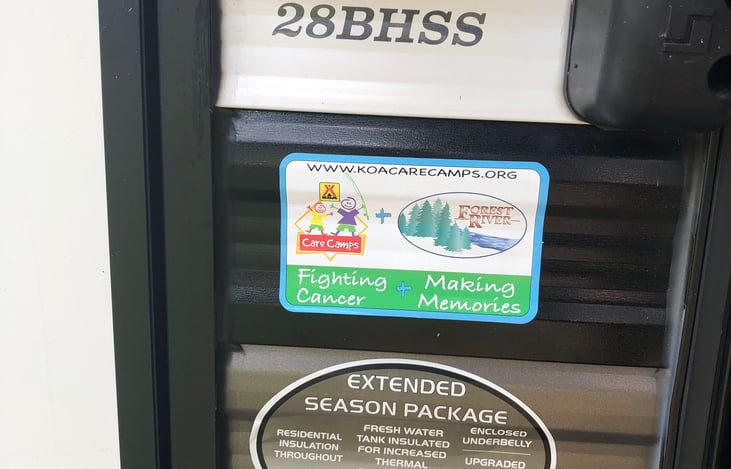 28BHSS
WWW.KOACARECAMPS.ORG
KOA
Care Camps
+
FOREST
RIVER
Fighting + Making
Cancer Memories
EXTENDED
SEASON PACKAGE
RESIDENTIAL
INSULATION
THROUGHOUT
FRESH WATER
TANK INSULATED
FOR INCREASED
THERMAL
ENCLOSED
UNDERBELLY
UPGRADED